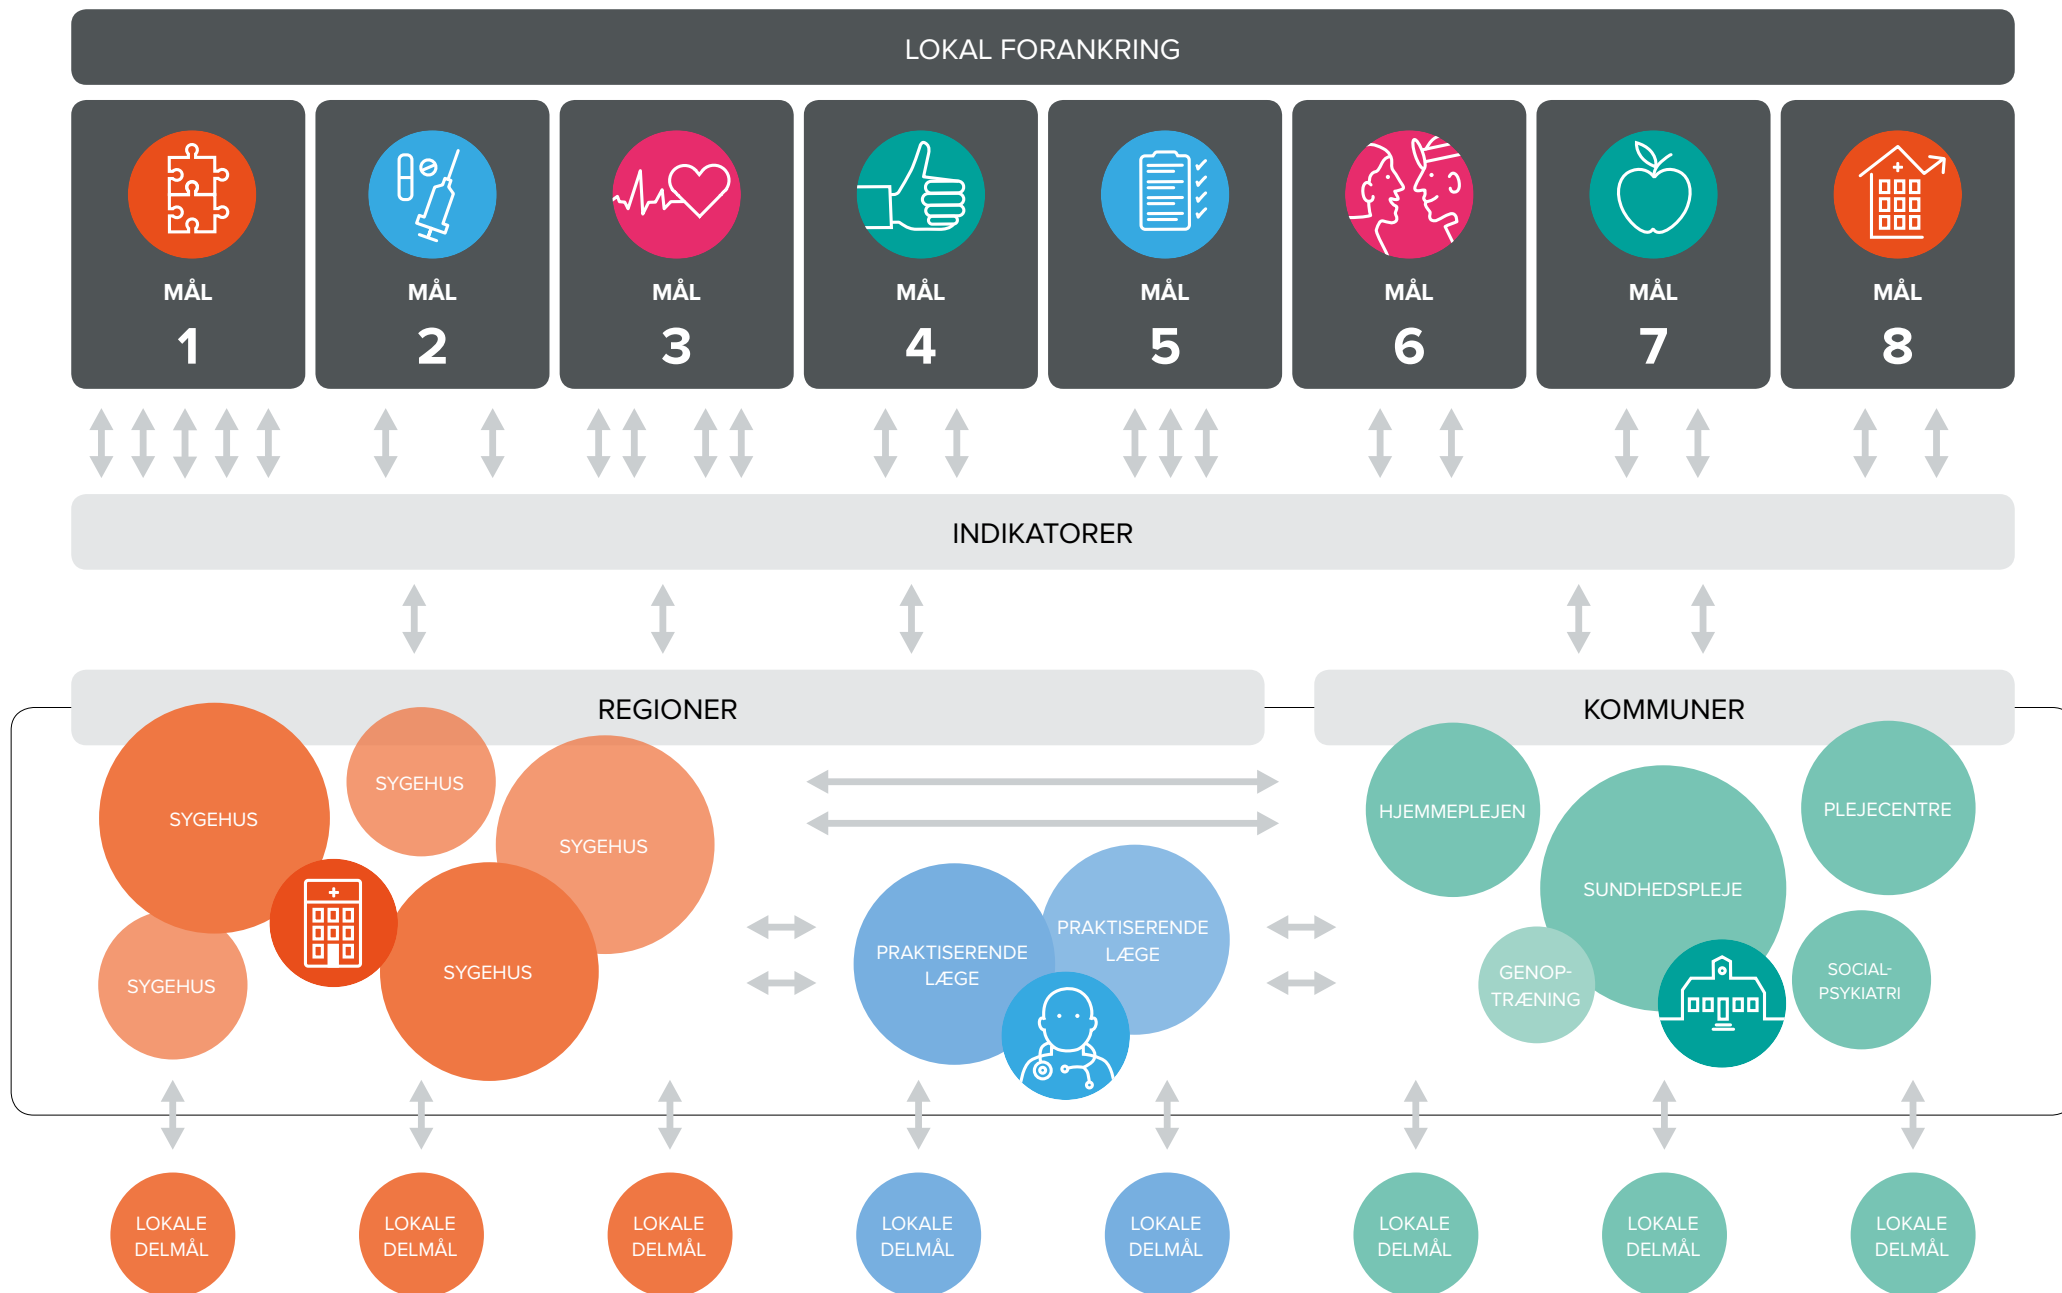 LOKAL FORANKRING
MÅL
1
MÅL
2
MÅL
3
MÅL
4
MÅL
5
MÅL
6
MÅL
7
MÅL
8
INDIKATORER
REGIONER
KOMMUNER
SYGEHUS
SYGEHUS
SYGEHUS
SYGEHUS
SYGEHUS
PRAKTISERENDE
LÆGE
PRAKTISERENDE
LÆGE
HJEMMEPLEJEN
SUNDHEDSPLEJE
PLEJECENTRE
GENOP-
TRÆNING
SOCIAL-
PSYKIATRI
LOKALE
DELMÅL
LOKALE
DELMÅL
LOKALE
DELMÅL
LOKALE
DELMÅL
LOKALE
DELMÅL
LOKALE
DELMÅL
LOKALE
DELMÅL
LOKALE
DELMÅL